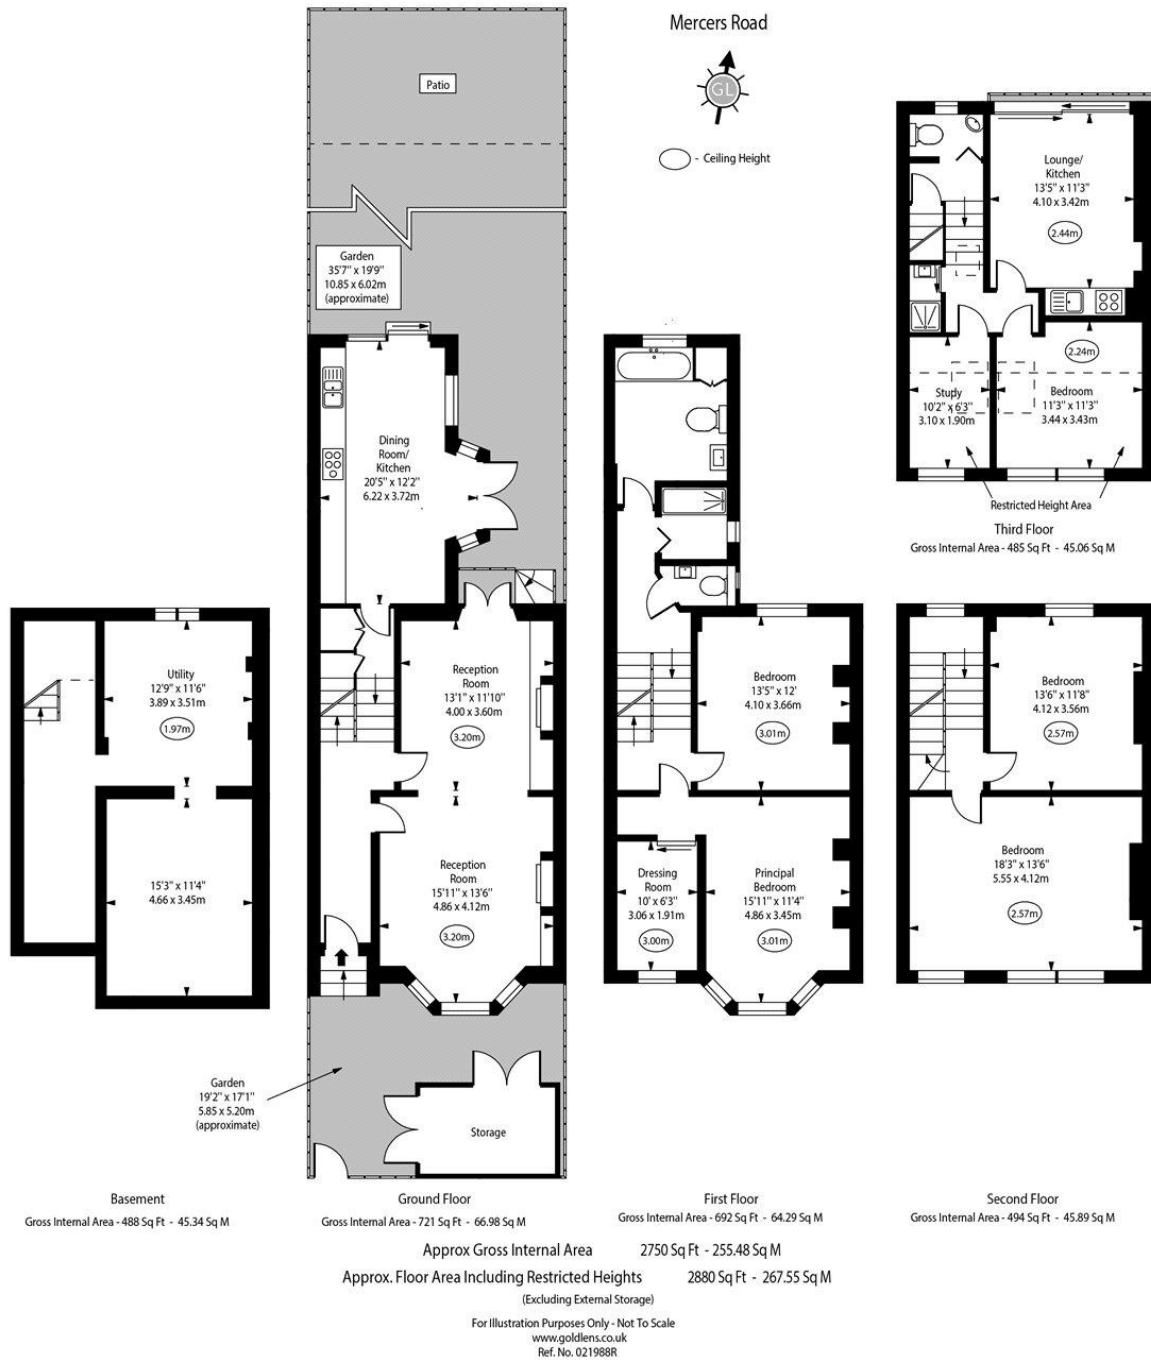 Mercers Road
GL
- Ceiling Height
Patio
Garden
35'7" x 19'9"
10.85 x 6.02m
(approximate)
Dining
Room/
Kitchen
20'5" x 12'2"
6.22 x 3.72m
Lounge/
Kitchen
13'5" x 11'3"
4.10 x 3.42m
2.44m
2.24m
Study
10'2" x 6'3"
3.10 x 1.90m
Bedroom
11'3" x 11'3"
3.44 x 3.43m
Restricted Height Area
Third Floor
Gross Internal Area - 485 Sq Ft - 45.06 Sq M
Utility
12'9" x 11'6"
3.89 x 3.51m
1.97m
15'3" x 11'4"
4.66 x 3.45m
Reception
Room
13'1" x 11'10"
4.00 x 3.60m
3.20m
Reception
Room
15'11" x 13'6"
4.86 x 4.12m
3.20m
Bedroom
13'5" x 12'
4.10 x 3.66m
3.01m
Dressing
Room
10' x 6'3"
3.06 x 1.91m
3.00m
Principal
Bedroom
15'11" x 11'4"
4.86 x 3.45m
3.01m
Bedroom
13'6" x 11'8"
4.12 x 3.56m
2.57m
Bedroom
18'3" x 13'6"
5.55 x 4.12m
2.57m
Garden
19'2" x 17'1"
5.85 x 5.20m
(approximate)
Storage
Basement
Gross Internal Area - 488 Sq Ft - 45.34 Sq M
Ground Floor
Gross Internal Area - 721 Sq Ft - 66.98 Sq M
First Floor
Gross Internal Area - 692 Sq Ft - 64.29 Sq M
Second Floor
Gross Internal Area - 494 Sq Ft - 45.89 Sq M
Approx Gross Internal Area 2750 Sq Ft - 255.48 Sq M
Approx. Floor Area Including Restricted Heights 2880 Sq Ft - 267.55 Sq M
(Excluding External Storage)
For Illustration Purposes Only - Not To Scale
www.goldlens.co.uk
Ref. No. 021988R